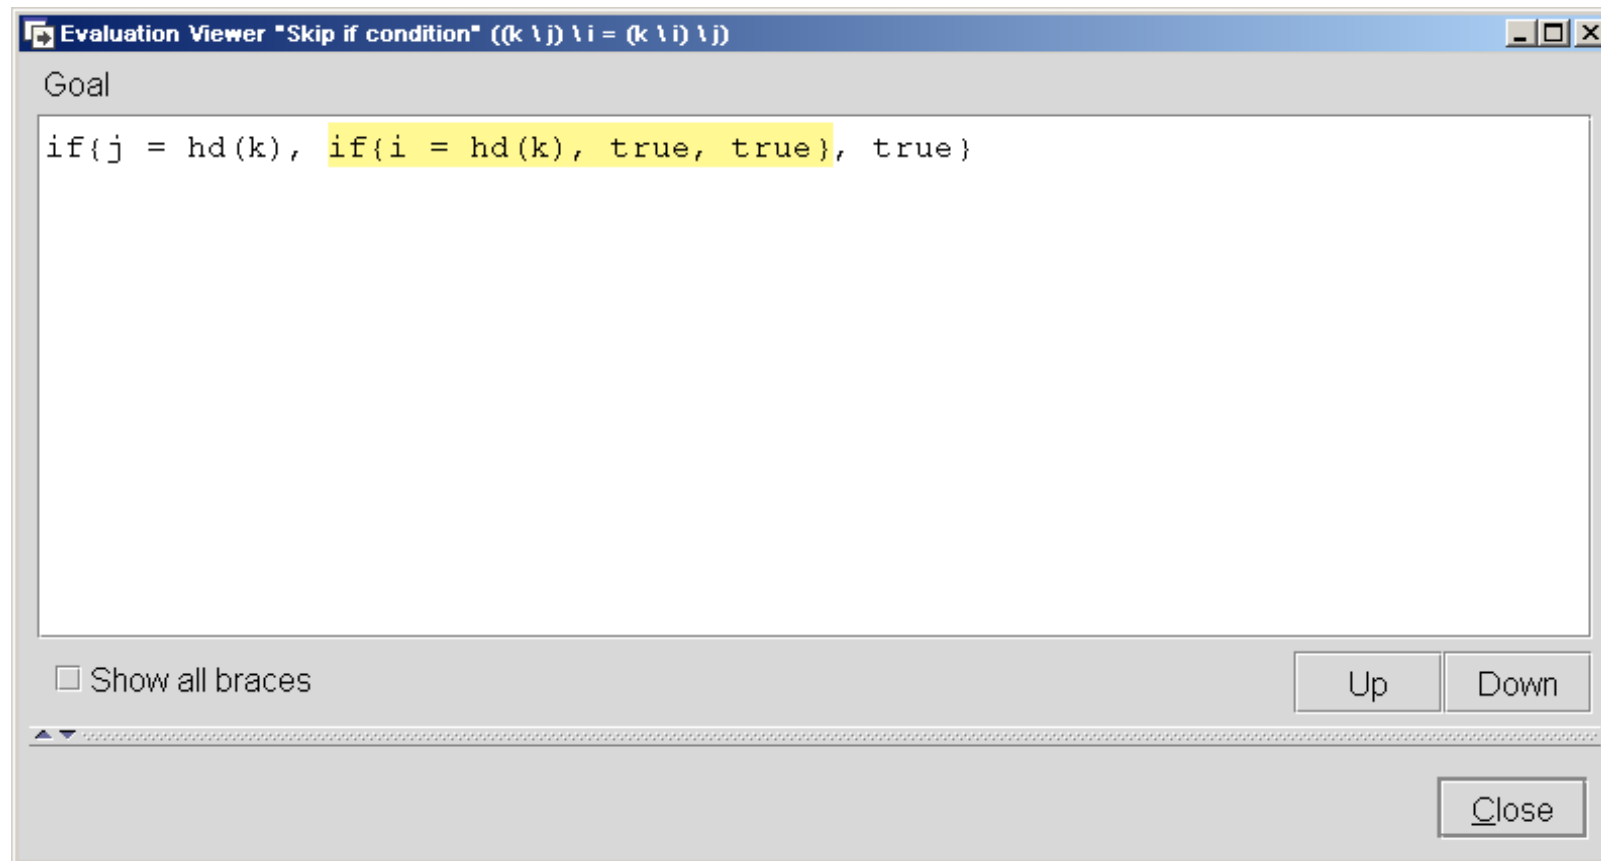 Evaluation Viewer "Skip if condition" ((k \ j) \ i = (k \ i) \ j)
Goal
if{j = hd(k), if{i = hd(k), true, true}, true}
Show all braces
Up
Down
Close